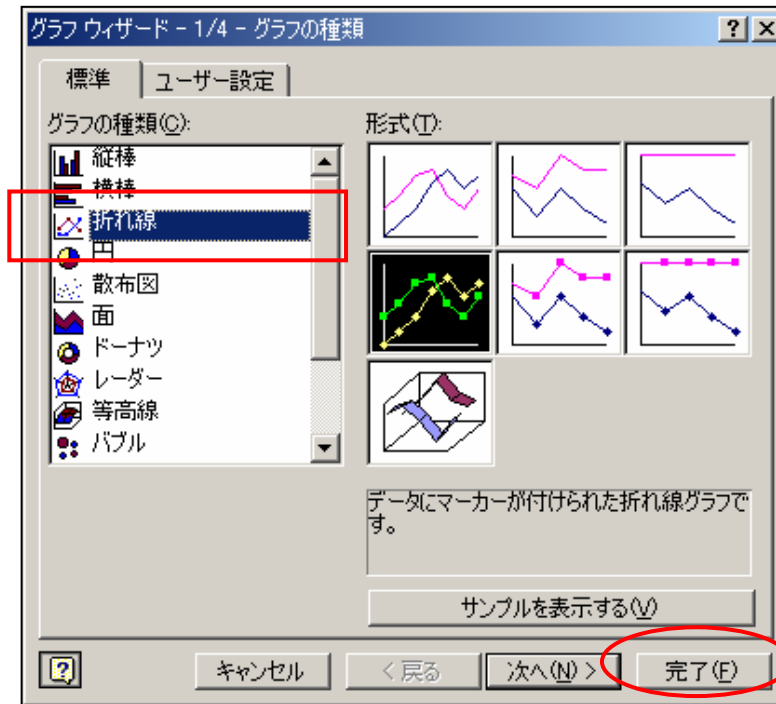 グラフ ウィザード - 1/4 - グラフの種類
標準
ユーザー設定
グラフの種類(C):
縦棒
横棒
折れ線
円
散布図
面
ドーナツ
レーダー
等高線
バブル
形式(T):
データにマーカーが付けられた折れ線グラフで
す。
サンプルを表示する(V)
キャンセル
< 戻る
次へ(N) >
完了(F)